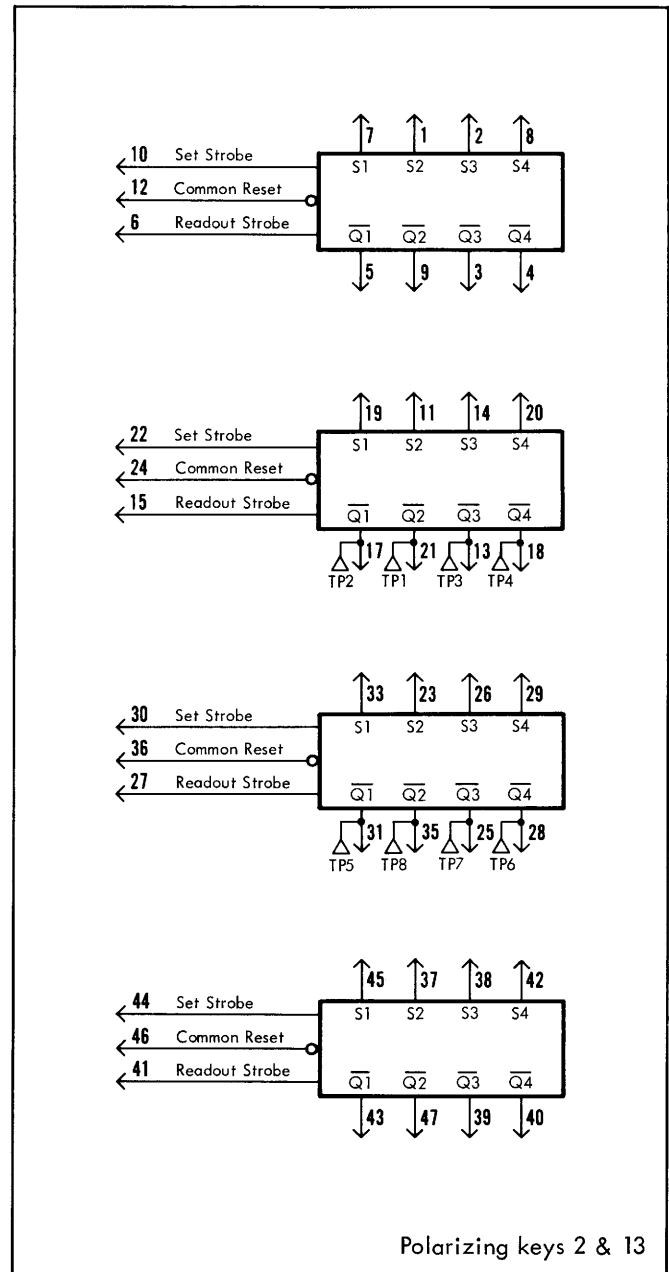 7 1 2 8
10 Set Strobe
S1 S2 S3 S4
12 Common Reset
6 Readout Strobe
Q1 Q2 Q3 Q4
5 9 3 4
19 11 14 20
22 Set Strobe
S1 S2 S3 S4
24 Common Reset
15 Readout Strobe
Q1 Q2 Q3 Q4
17 21 13 18
TP2 TP1 TP3 TP4
33 23 26 29
30 Set Strobe
S1 S2 S3 S4
36 Common Reset
27 Readout Strobe
Q1 Q2 Q3 Q4
31 35 25 28
TP5 TP8 TP7 TP6
45 37 38 42
44 Set Strobe
S1 S2 S3 S4
46 Common Reset
41 Readout Strobe
Q1 Q2 Q3 Q4
43 47 39 40
Polarizing keys 2 & 13